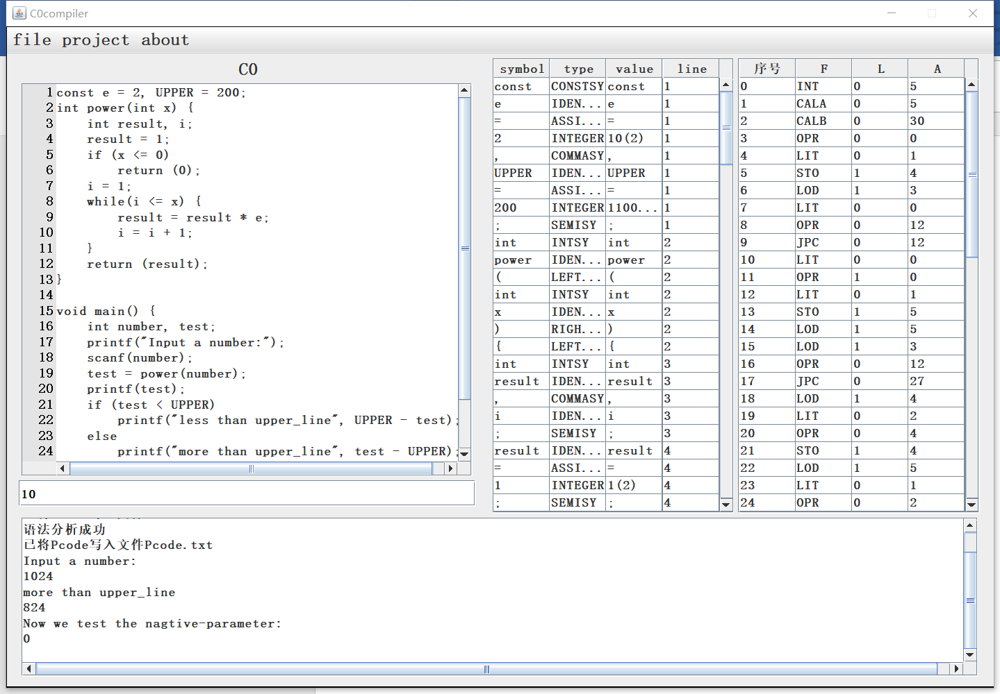 C0compiler
file project about
C0
1 const e = 2, UPPER = 200;
2 int power(int x) {
3 int result, i;
4 result = 1;
5 if (x <= 0)
6 return (0);
7 i = 1;
8 while(i <= x) {
9 result = result * e;
10 i = i + 1;
11 }
12 return (result);
13 }
14
15 void main() {
16 int number, test;
17 printf("Input a number:");
18 scanf(number);
19 test = power(number);
20 printf(test);
21 if (test < UPPER)
22 printf("less than upper_line", UPPER - test);
23 else
24 printf("more than upper_line", test - UPPER);
10
symbol type value line
const CONSTSY const 1
e IDEN... e 1
= ASSI... = 1
2 INTEGER 10(2) 1
, COMMASY , 1
UPPER IDEN... UPPER 1
= ASSI... = 1
200 INTEGER 1100... 1
; SEMISY ; 1
int INTSY int 2
power IDEN... power 2
( LEFT... ( 2
int INTSY int 2
x IDEN... x 2
) RIGH... ) 2
{ LEFT... { 2
int INTSY int 3
result IDEN... result 3
, COMMASY , 3
i IDEN... i 3
; SEMISY ; 3
result IDEN... result 4
= ASSI... = 4
1 INTEGER 1(2) 4
; SEMISY ; 4
序号 F L A
0 INT 0 5
1 CALA 0 5
2 CALB 0 30
3 OPR 0 0
4 LIT 0 1
5 STO 1 4
6 LOD 1 3
7 LIT 0 0
8 OPR 0 12
9 JPC 0 12
10 LIT 0 0
11 OPR 1 0
12 LIT 0 1
13 STO 1 5
14 LOD 1 5
15 LOD 1 3
16 OPR 0 12
17 JPC 0 27
18 LOD 1 4
19 LIT 0 2
20 OPR 0 4
21 STO 1 4
22 LOD 1 5
23 LIT 0 1
24 OPR 0 2
语法分析成功
已将Pcode写入文件Pcode.txt
Input a number:
1024
more than upper_line
824
Now we test the nagtive-parameter:
0